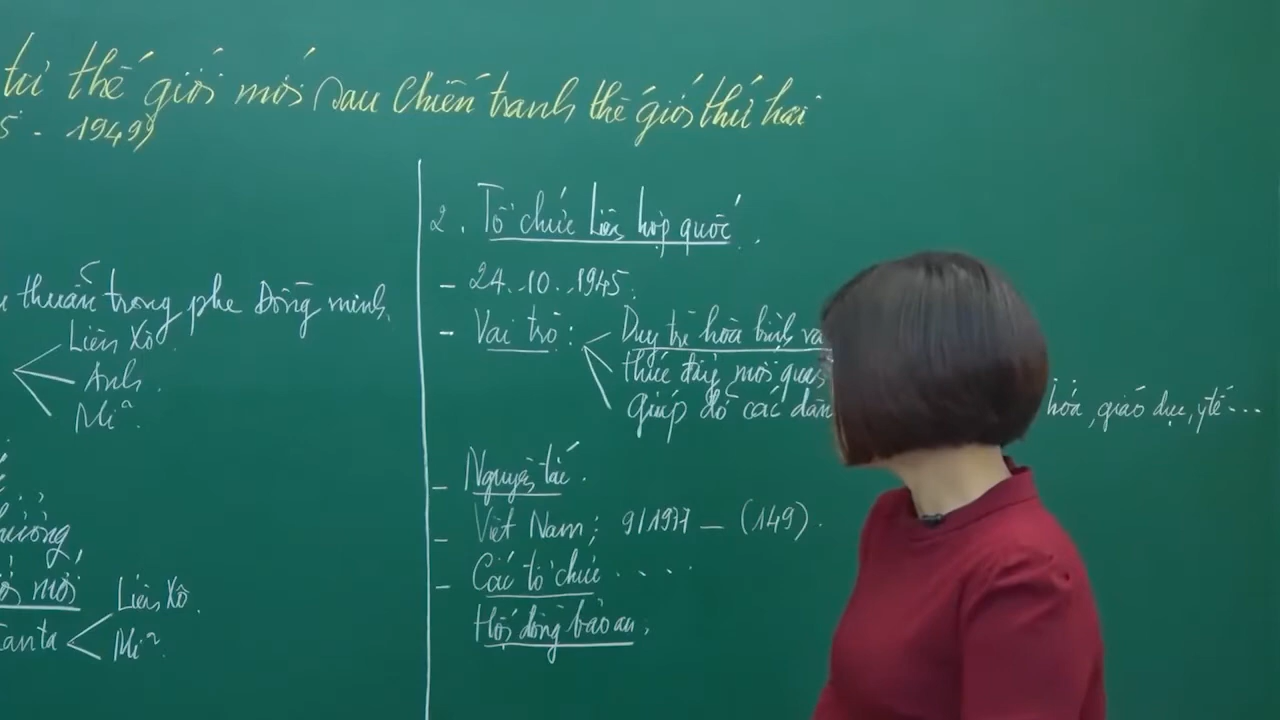 tự thế giới mới sau chiến tranh thế giới thứ hai
5 - 1949)
thuẫn trong phe Đồng minh.
Liên Xô.
Anh.
Mĩ.
hưởng,
mới
Ianta
Liên Xô.
Mĩ.
2. Tổ chức Liên hợp quốc.
- 24.10.1945.
- Vai trò: Duy trì hòa bình và
thúc đẩy mối quan
giúp đỡ các dân hóa, giáo dục, y tế...
- Nguyên tắc.
- Việt Nam; 9/1977 - (149).
- Các tổ chức ....
Hội đồng bảo an.